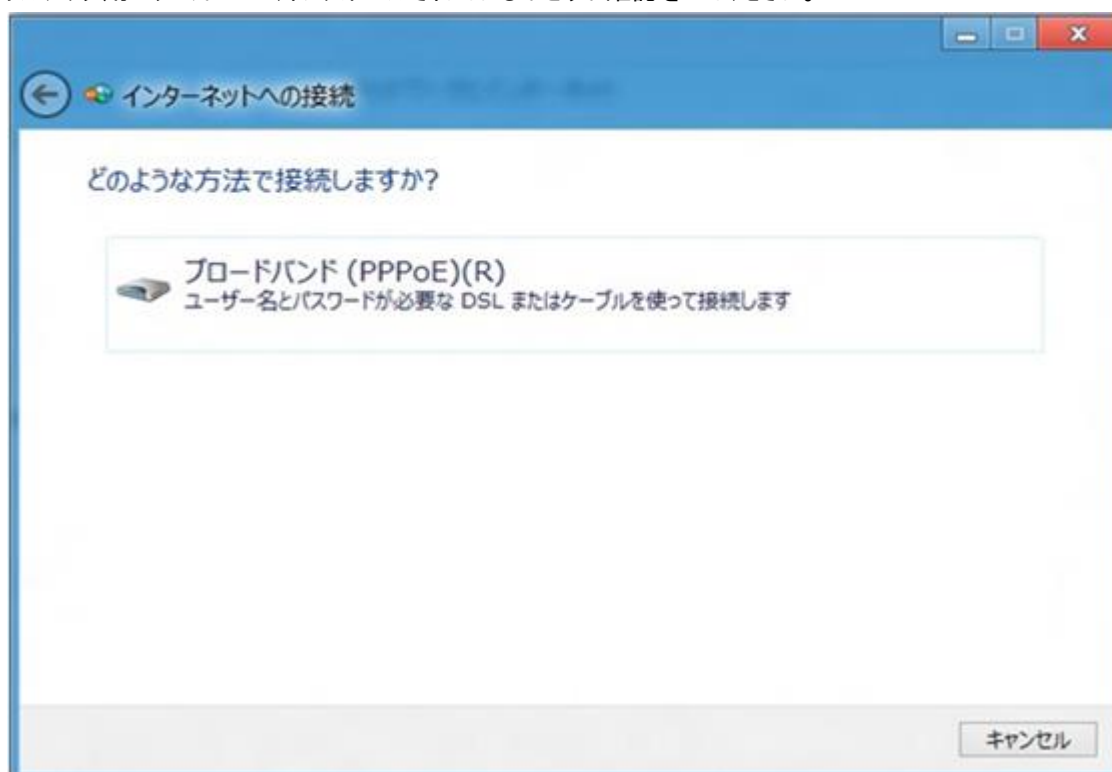 インターネットへの接続
どのような方法で接続しますか?
ブロードバンド (PPPoE)(R)
ユーザー名とパスワードが必要な DSL またはケーブルを使って接続します
キャンセル